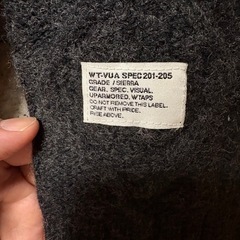 WT-VUA SPEC201-205
GRADE / SIERRA
GEAR. SPEC. VISUAL.
UPARMORED. WTAPS
DO NOT REMOVE THIS LABEL.
CRAFT WITH PRIDE.
RISE ABOVE.